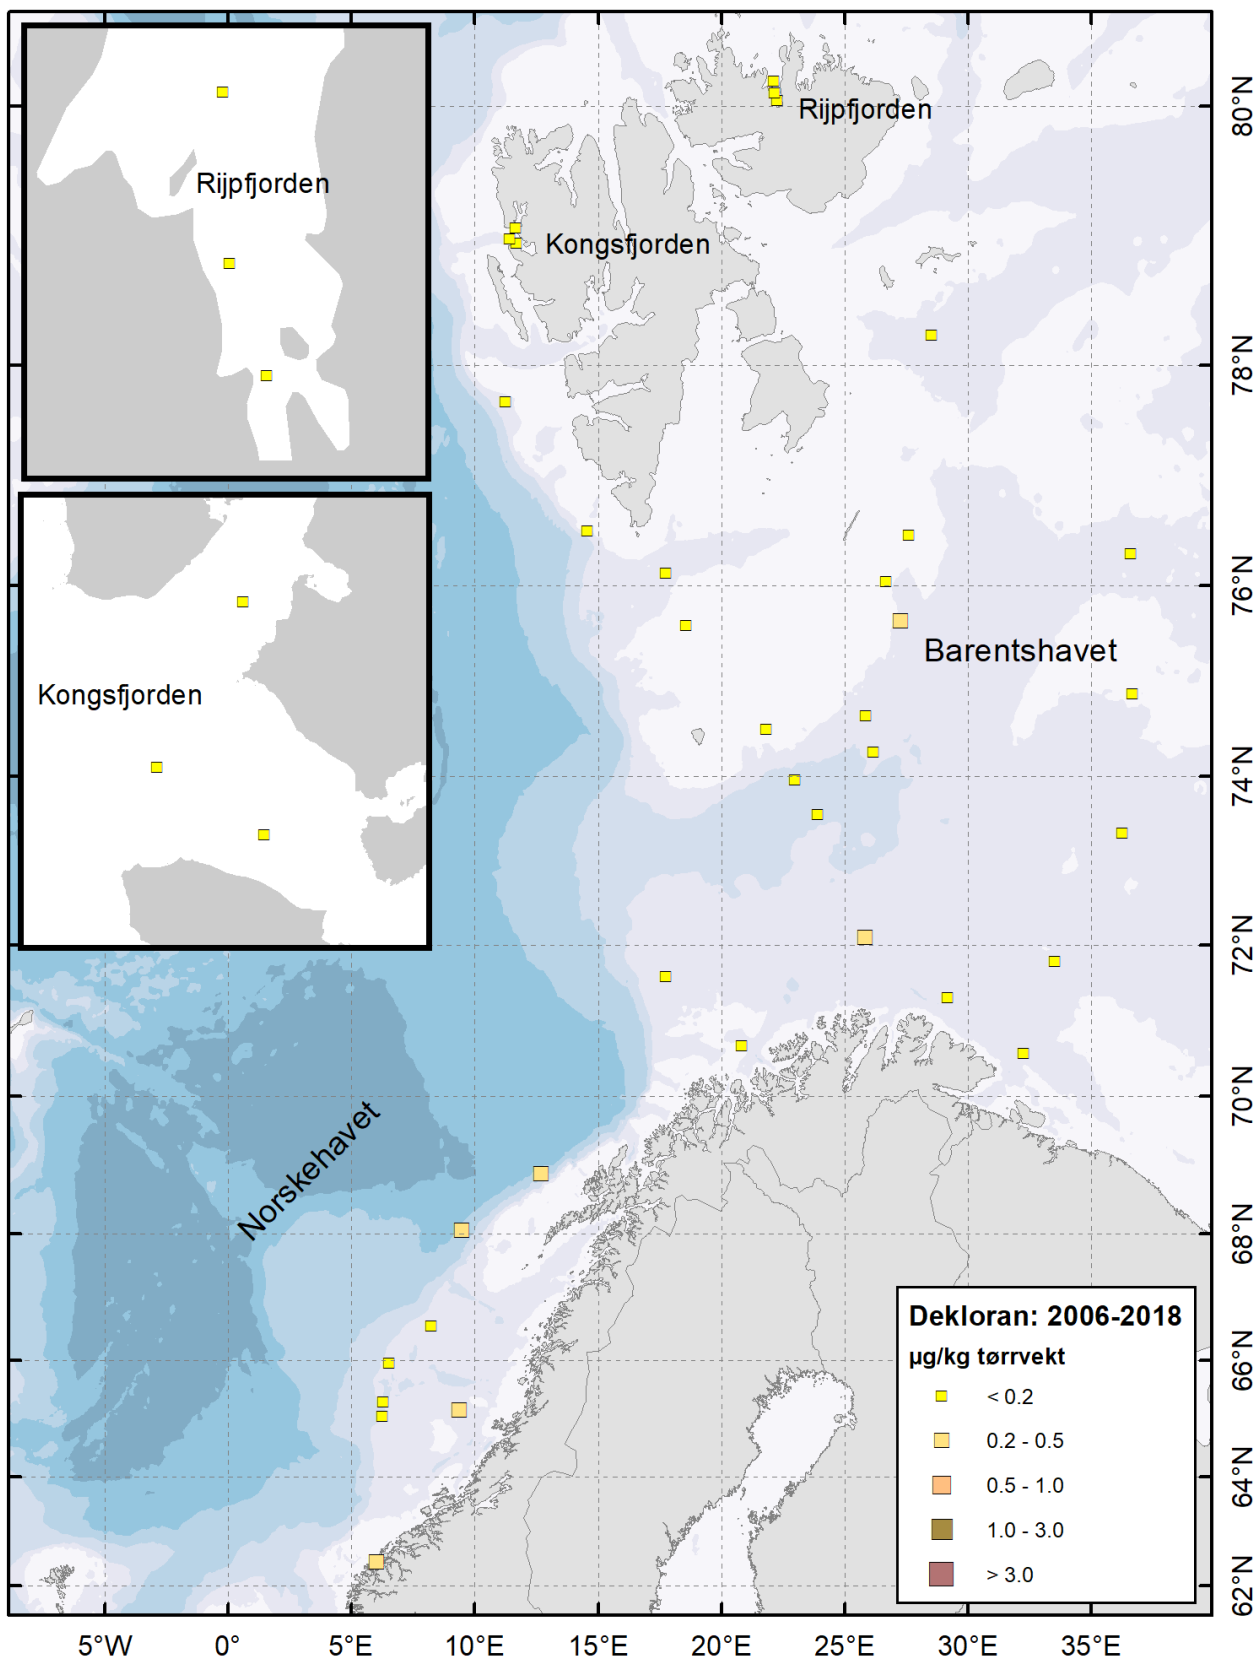 Rijpfjorden
Kongsfjorden
Rijpfjorden
Kongsfjorden
Barentshavet
Norskehavet
80°N
78°N
76°N
74°N
72°N
70°N
68°N
66°N
64°N
62°N
Dekloran: 2006-2018
µg/kg tørrvekt
< 0.2
0.2 - 0.5
0.5 - 1.0
1.0 - 3.0
> 3.0
5°W 0° 5°E 10°E 15°E 20°E 25°E 30°E 35°E